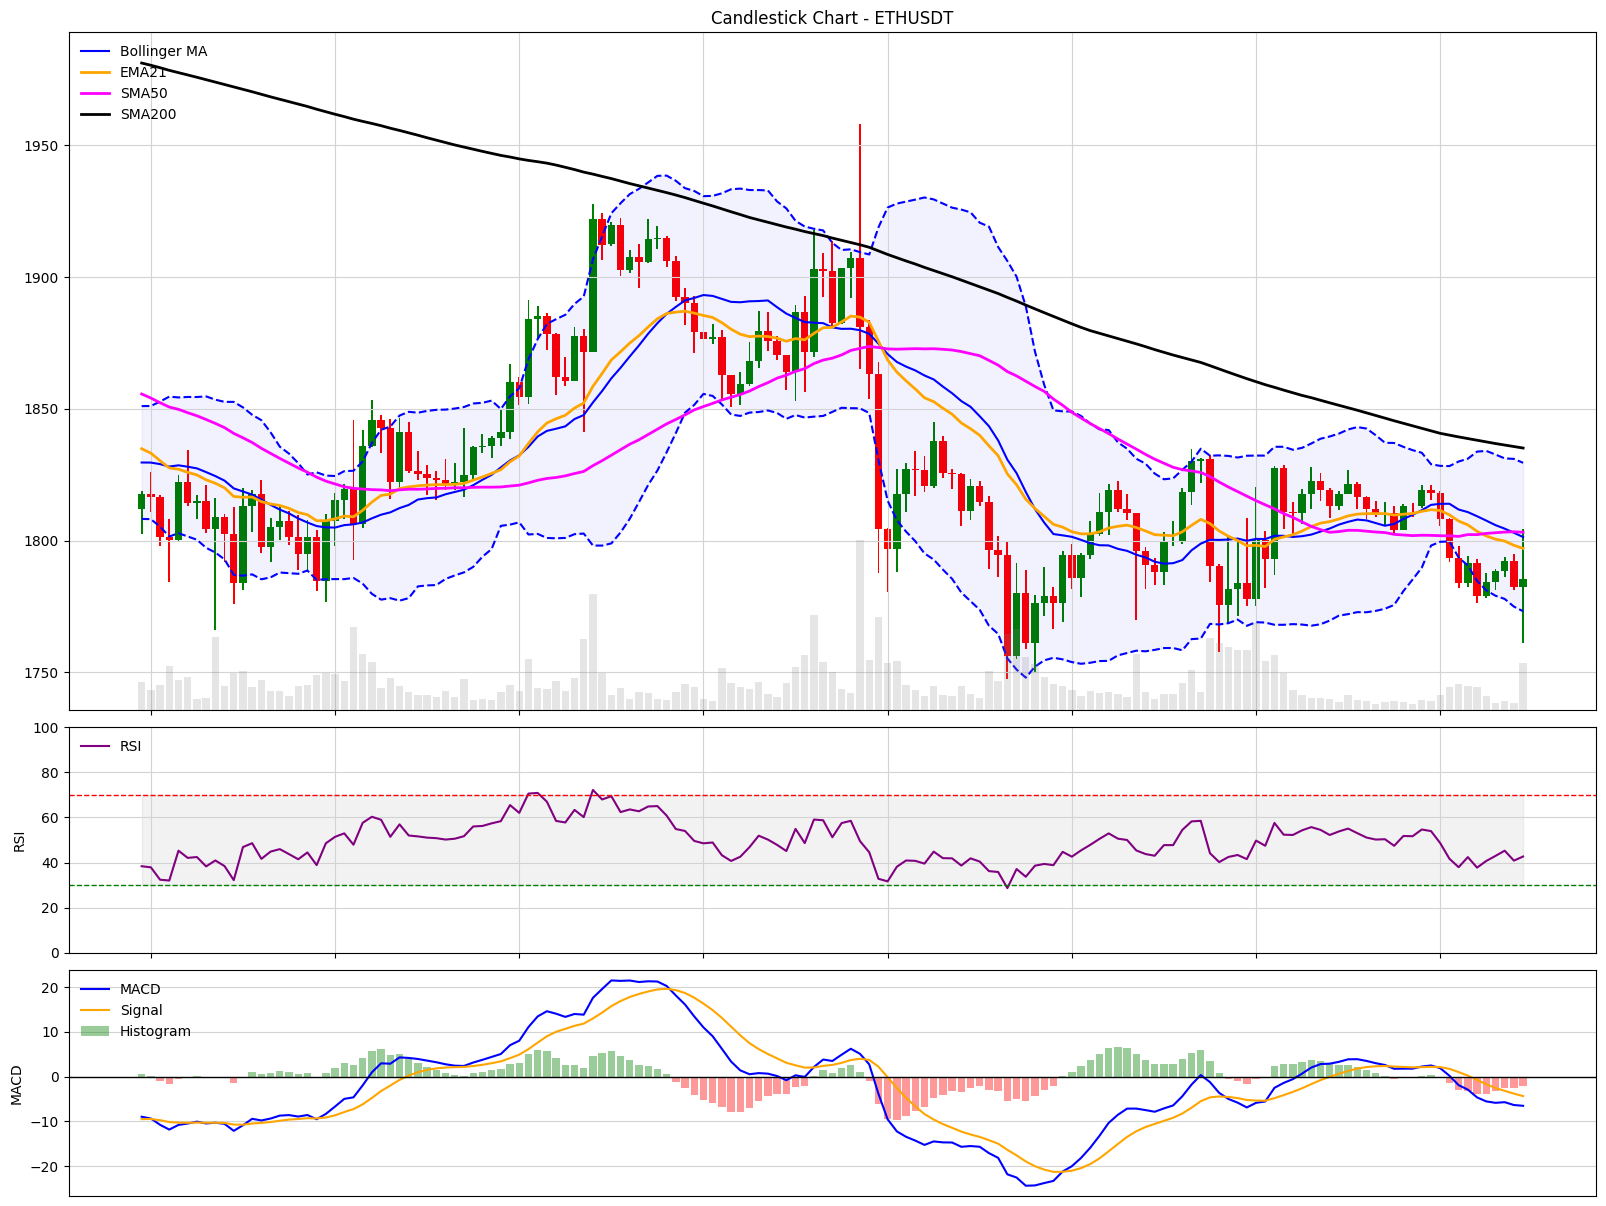 Candlestick Chart - ETHUSDT
Bollinger MA
EMA21
SMA50
SMA200
1950
1900
1850
1800
1750
RSI
100
80
60
40
20
0
RSI
MACD
Signal
Histogram
20
10
0
−10
−20
MACD